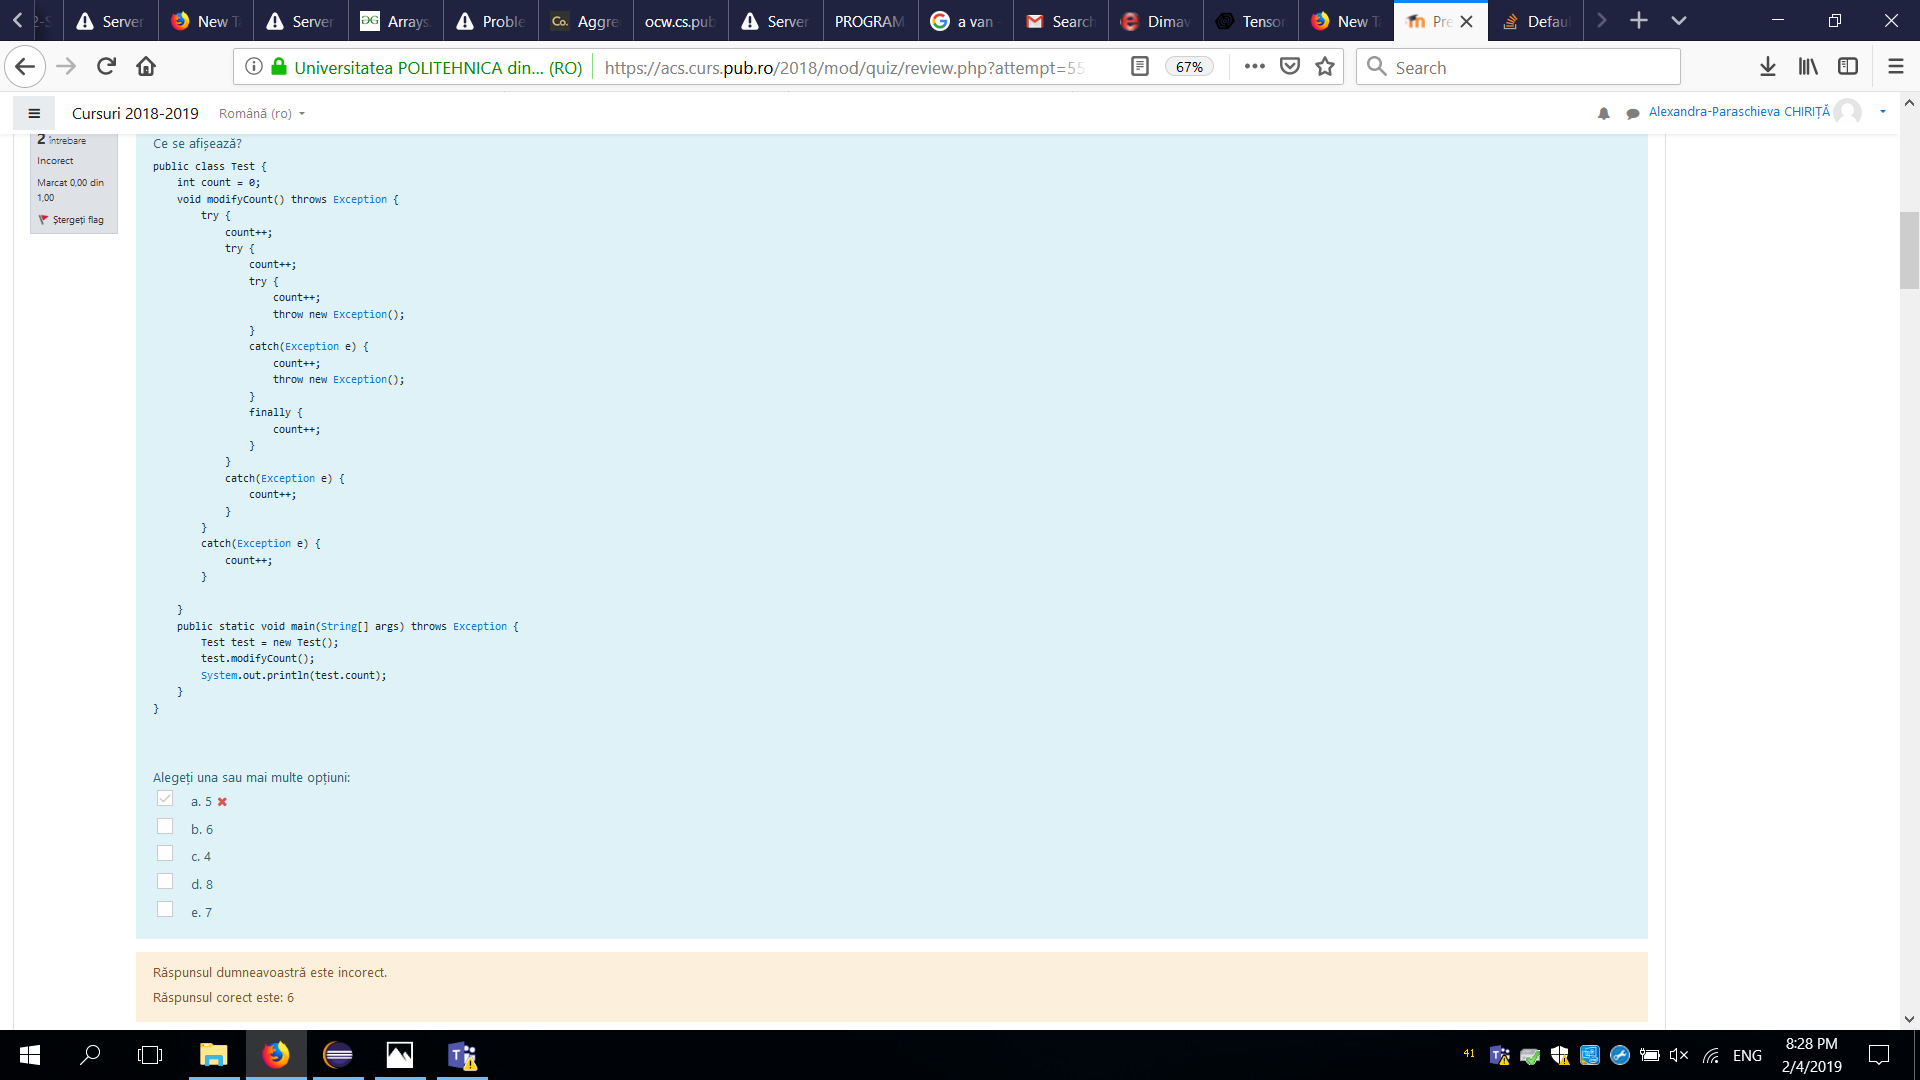 Server
New T
Server
Arrays
Proble
Co. Aggre
ocw.cs.pub
Server
PROGRAM
a van
Search
Dimav
Tensor
New T
Pre
Defau
Universitatea POLITEHNICA din... (RO)
https://acs.curs.pub.ro/2018/mod/quiz/review.php?attempt=55
67%
Search
Cursuri 2018-2019
Română (ro)
Alexandra-Paraschieva CHIRIȚĂ
2 întrebare
Incorect
Marcat 0,00 din
1,00
Ștergeți flag
Ce se afișează?
public class Test {
int count = 0;
void modifyCount() throws Exception {
try {
count++;
try {
count++;
try {
count++;
throw new Exception();
}
catch(Exception e) {
count++;
throw new Exception();
}
finally {
count++;
}
}
catch(Exception e) {
count++;
}
}
catch(Exception e) {
count++;
}
}
public static void main(String[] args) throws Exception {
Test test = new Test();
test.modifyCount();
System.out.println(test.count);
}
}
Alegeți una sau mai multe opțiuni:
a. 5
b. 6
c. 4
d. 8
e. 7
Răspunsul dumneavoastră este incorect.
Răspunsul corect este: 6
41
ENG
8:28 PM
2/4/2019